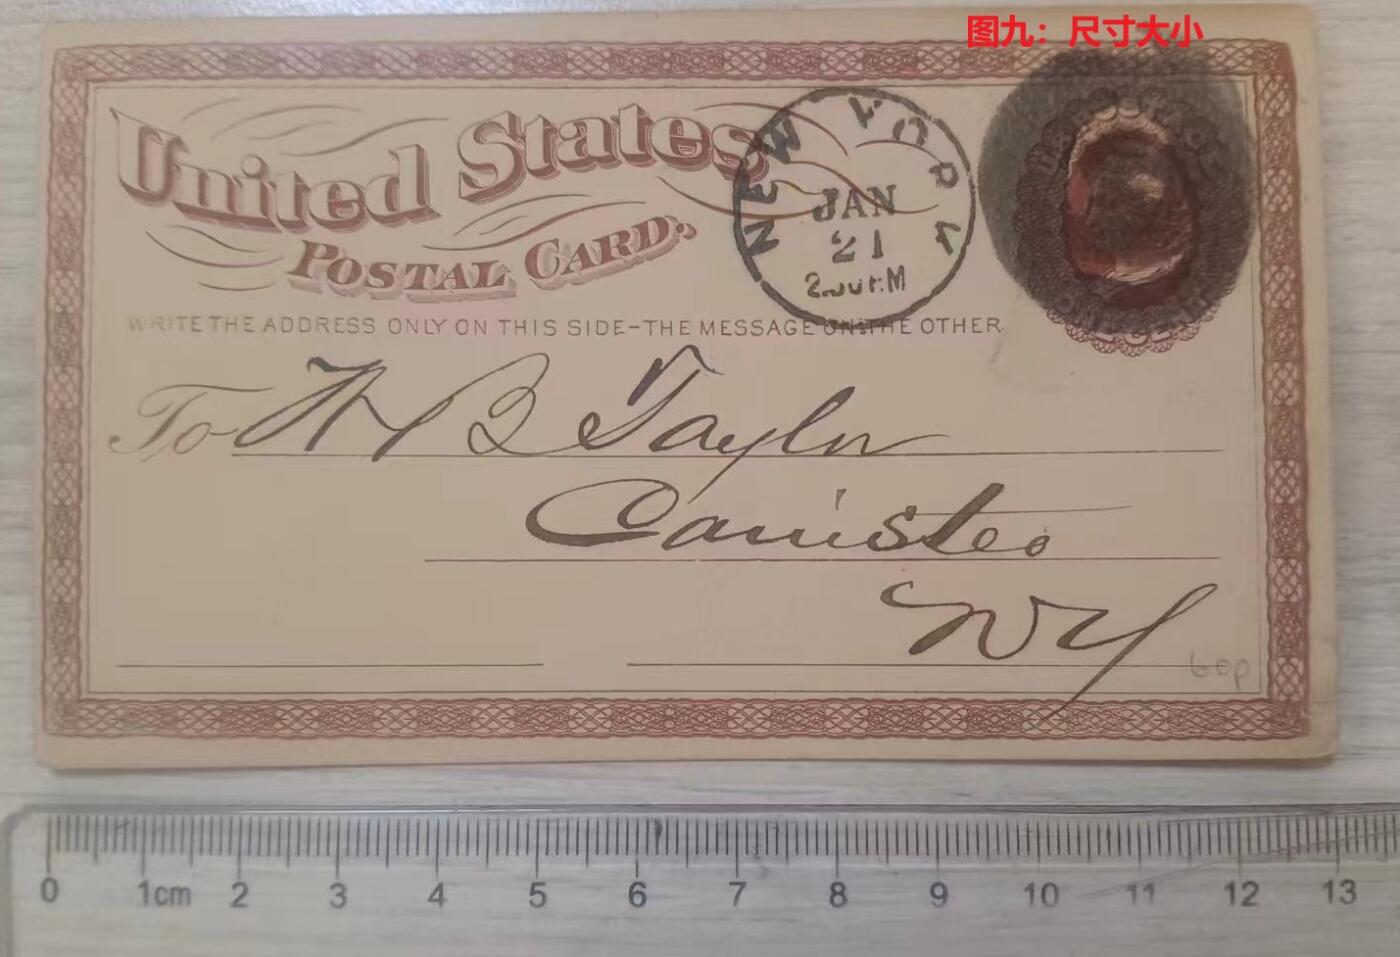 图九：尺寸大小
United States
POSTAL CARD.
NEW YORK
JAN
21
WRITE THE ADDRESS ONLY ON THIS SIDE-THE MESSAGE ON THE OTHER
To
B Taylor
Canisteo
NY
0 1cm 2 3 4 5 6 7 8 9 10 11 12 13